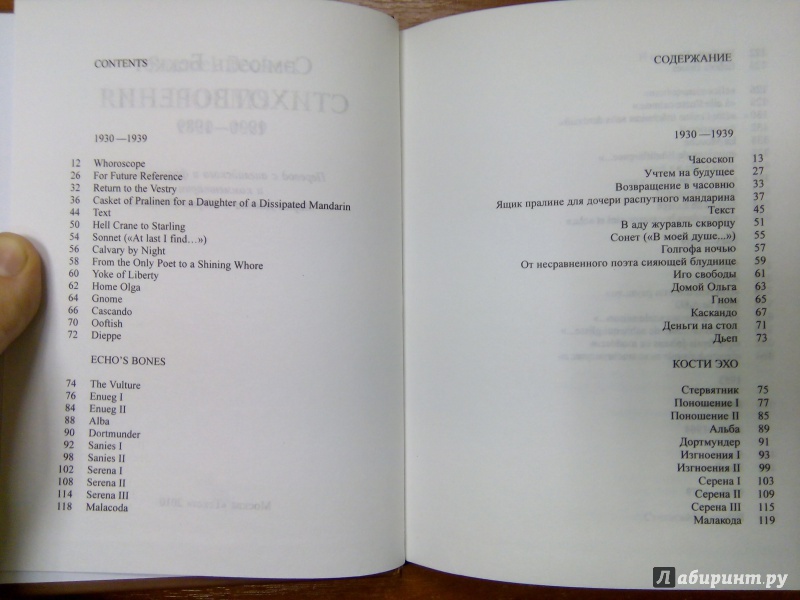 CONTENTS
1930—1939
12 Whoroscope
26 For Future Reference
32 Return to the Vestry
36 Casket of Pralinen for a Daughter of a Dissipated Mandarin
44 Text
50 Hell Crane to Starling
54 Sonnet («At last I find...»)
56 Calvary by Night
58 From the Only Poet to a Shining Whore
60 Yoke of Liberty
62 Home Olga
64 Gnome
66 Cascando
70 Ooftish
72 Dieppe
ECHO'S BONES
74 The Vulture
76 Enueg I
84 Enueg II
88 Alba
90 Dortmunder
92 Sanies I
98 Sanies II
102 Serena I
108 Serena II
114 Serena III
118 Malacoda
СОДЕРЖАНИЕ
1930—1939
Часоскоп 13
Учтем на будущее 27
Возвращение в часовню 33
Ящик пралине для дочери распутного мандарина 37
Текст 45
В аду журавль скворцу 51
Сонет («В моей душе...») 55
Голгофа ночью 57
От несравненного поэта сияющей блуднице 59
Иго свободы 61
Домой Ольга 63
Гном 65
Каскандо 67
Деньги на стол 71
Дьеп 73
КОСТИ ЭХО
Стервятник 75
Поношение I 77
Поношение II 85
Альба 89
Дортмундер 91
Изгноения I 93
Изгноения II 99
Серена I 103
Серена II 109
Серена III 115
Малакода 119
Лабиринт.ру